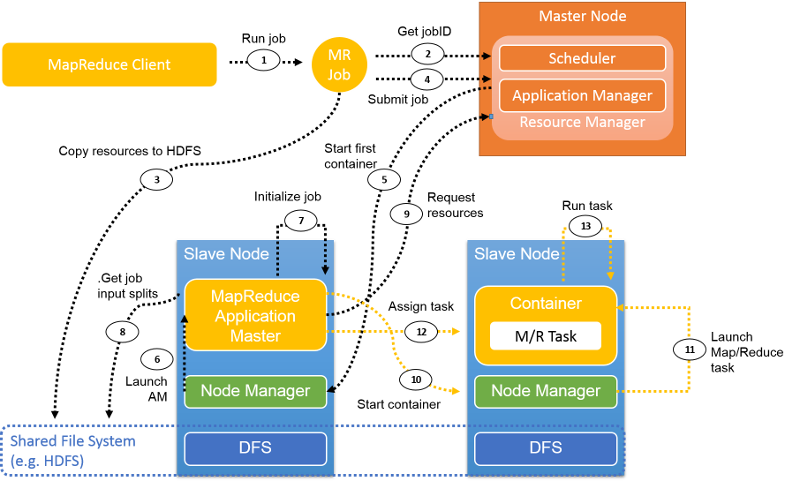 Master Node
Run job
1
Get jobID
2
MapReduce Client
MR
Job
Scheduler
4
Submit job
Application Manager
Resource Manager
Copy resources to HDFS
3
Start first
container
5
Request
resources
9
Initialize job
7
Run task
13
Slave Node
Slave Node
.Get job
input splits
8
MapReduce
Application
Master
Assign task
12
Container
M/R Task
6
Launch
AM
Node Manager
10
Start container
Node Manager
11
Launch
Map/Reduce
task
Shared File System
(e.g. HDFS)
DFS
DFS